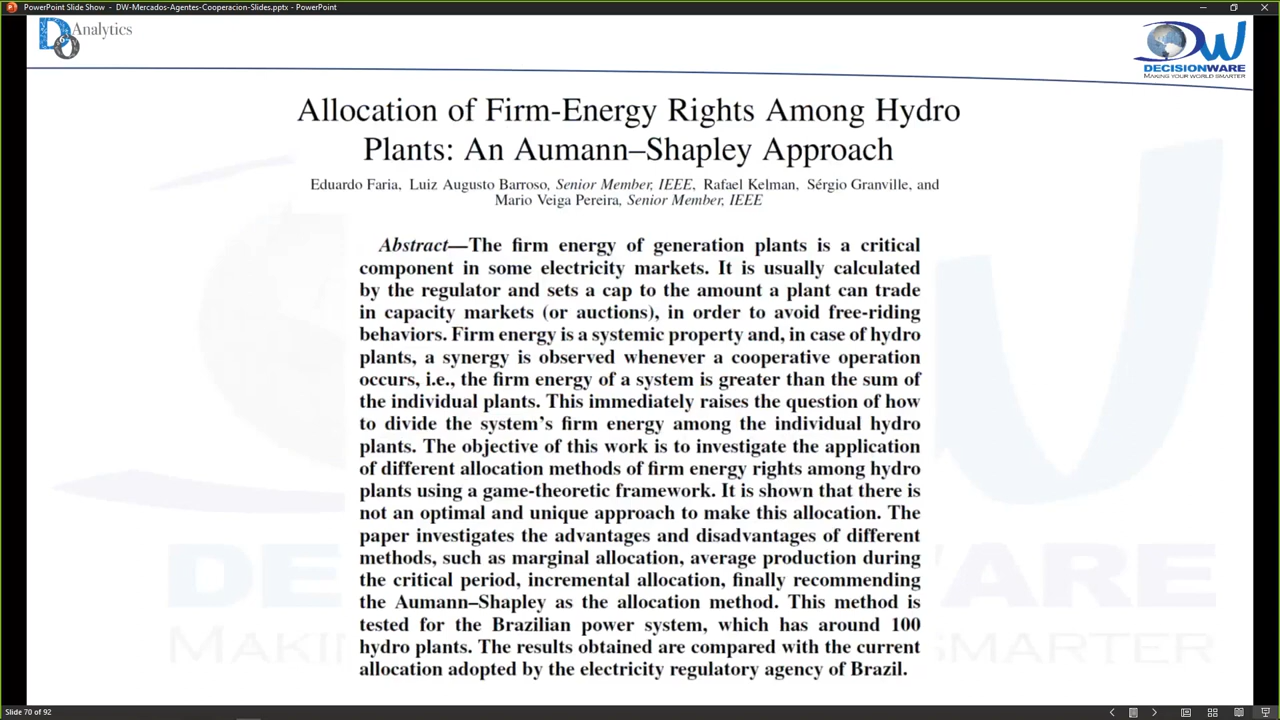 PowerPoint Slide Show - DW-Mercados-Agentes-Cooperacion-Slides.pptx - PowerPoint
DO Analytics
DW
DECISIONWARE
MAKING YOUR WORLD SMARTER
Allocation of Firm-Energy Rights Among Hydro
Plants: An Aumann–Shapley Approach
Eduardo Faria, Luiz Augusto Barroso, Senior Member, IEEE, Rafael Kelman, Sérgio Granville, and
Mario Veiga Pereira, Senior Member, IEEE
Abstract—The firm energy of generation plants is a critical
component in some electricity markets. It is usually calculated
by the regulator and sets a cap to the amount a plant can trade
in capacity markets (or auctions), in order to avoid free-riding
behaviors. Firm energy is a systemic property and, in case of hydro
plants, a synergy is observed whenever a cooperative operation
occurs, i.e., the firm energy of a system is greater than the sum of
the individual plants. This immediately raises the question of how
to divide the system's firm energy among the individual hydro
plants. The objective of this work is to investigate the application
of different allocation methods of firm energy rights among hydro
plants using a game-theoretic framework. It is shown that there is
not an optimal and unique approach to make this allocation. The
paper investigates the advantages and disadvantages of different
methods, such as marginal allocation, average production during
the critical period, incremental allocation, finally recommending
the Aumann–Shapley as the allocation method. This method is
tested for the Brazilian power system, which has around 100
hydro plants. The results obtained are compared with the current
allocation adopted by the electricity regulatory agency of Brazil.
Slide 70 of 92